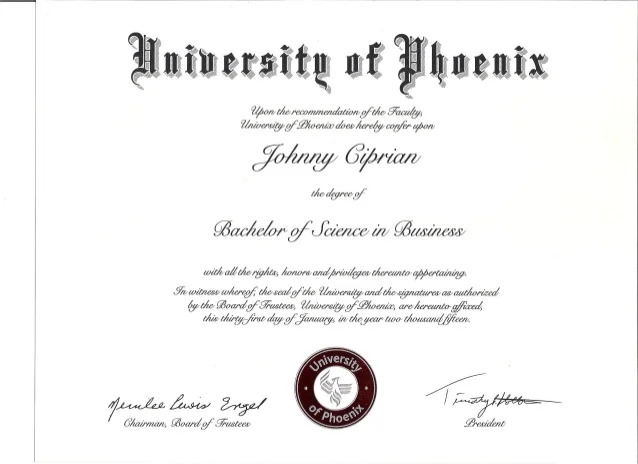 University of Phoenix
Upon the recommendation of the Faculty,
University of Phoenix does hereby confer upon
Johnny Ciprian
the degree of
Bachelor of Science in Business
with all the rights, honors and privileges thereunto appertaining.
In witness whereof, the seal of the University and the signatures as authorized
by the Board of Trustees, University of Phoenix, are hereunto affixed,
this thirty-first day of January, in the year two thousand fifteen.
University
of Phoenix
Lewis Engel
Timothy
Chairman, Board of Trustees
President